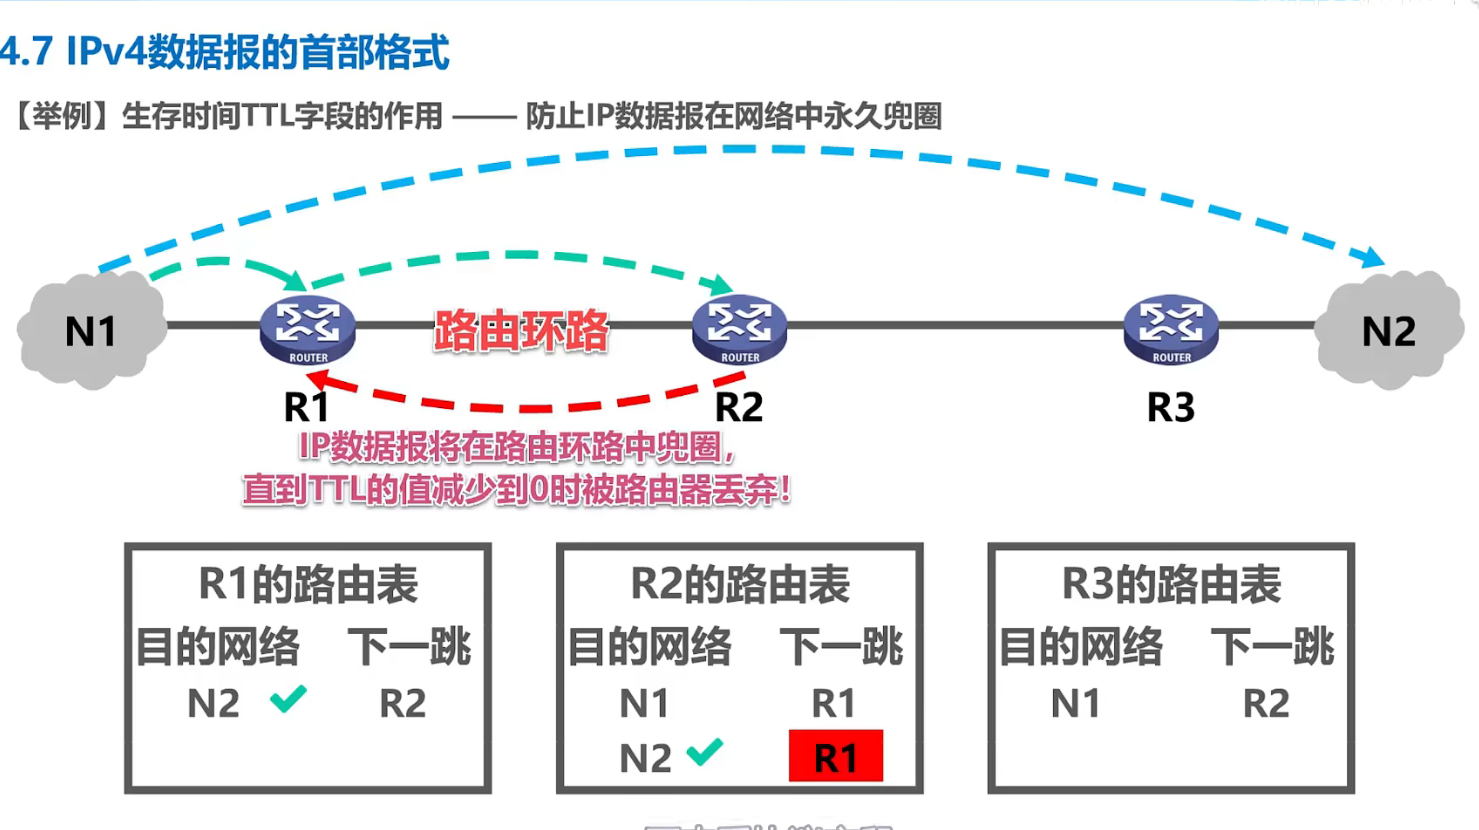 4.7 IPv4数据报的首部格式
【举例】生存时间TTL字段的作用 —— 防止IP数据报在网络中永久兜圈
N1
ROUTER
路由环路
ROUTER
ROUTER
N2
R1
R2
R3
IP数据报将在路由环路中兜圈，
直到TTL的值减少到0时被路由器丢弃！
R1的路由表
目的网络 下一跳
N2 R2
R2的路由表
目的网络 下一跳
N1 R1
N2 R1
R3的路由表
目的网络 下一跳
N1 R2